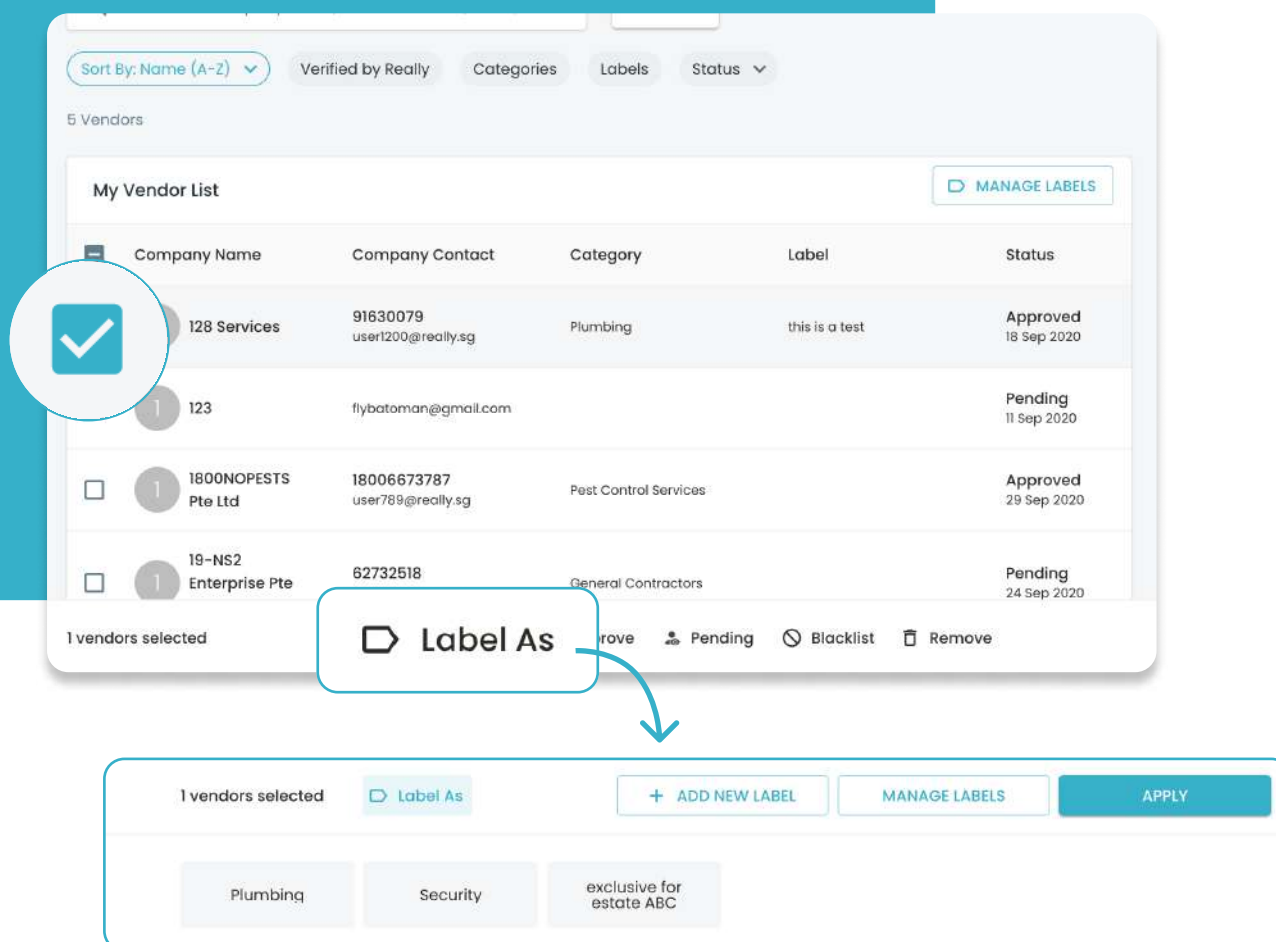 Sort By: Name (A-Z) Verified by Really Categories Labels Status
5 Vendors
My Vendor List MANAGE LABELS
Company Name Company Contact Category Label Status
128 Services 91630079 Plumbing this is a test Approved
user1200@really.sg 18 Sep 2020
1 123 flybatoman@gmail.com Pending
11 Sep 2020
1 1800NOPESTS 18006673787 Pest Control Services Approved
Pte Ltd user789@really.sg 29 Sep 2020
19-NS2
1 Enterprise Pte 62732518 General Contractors Pending
24 Sep 2020
1 vendors selected Label As rove Pending Blacklist Remove
1 vendors selected Label As + ADD NEW LABEL MANAGE LABELS APPLY
Plumbing Security exclusive for
estate ABC